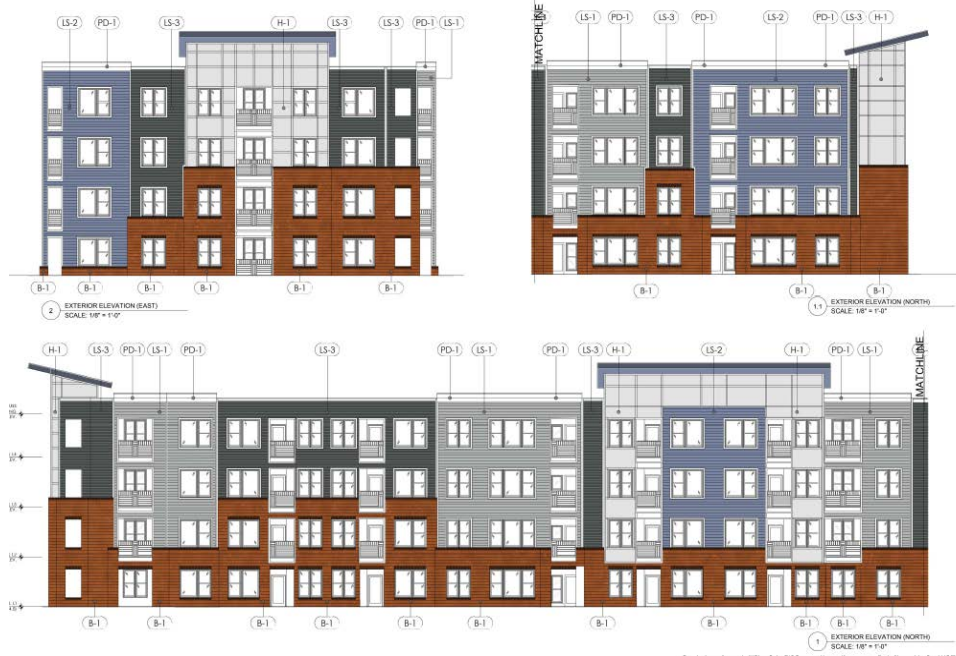 LS-2 PD-1 LS-3 H-1 LS-3 LS-3 PD-1 LS-1
B-1 B-1 B-1 B-1 B-1 B-1
2 EXTERIOR ELEVATION (EAST)
SCALE: 1/8" = 1'-0"
MATCHLINE
LS-1 PD-1 LS-3 PD-1 LS-2 PD-1 LS-3 H-1
B-1 B-1 B-1
1.1 EXTERIOR ELEVATION (NORTH)
SCALE: 1/8" = 1'-0"
H-1 LS-3 PD-1 LS-1 PD-1 LS-3 PD-1 LS-1 PD-1 LS-3 H-1 LS-2 H-1 PD-1 LS-1
MATCHLINE
B-1 B-1 B-1 B-1 B-1 B-1 B-1 B-1 B-1 B-1
1 EXTERIOR ELEVATION (NORTH)
SCALE: 1/8" = 1'-0"